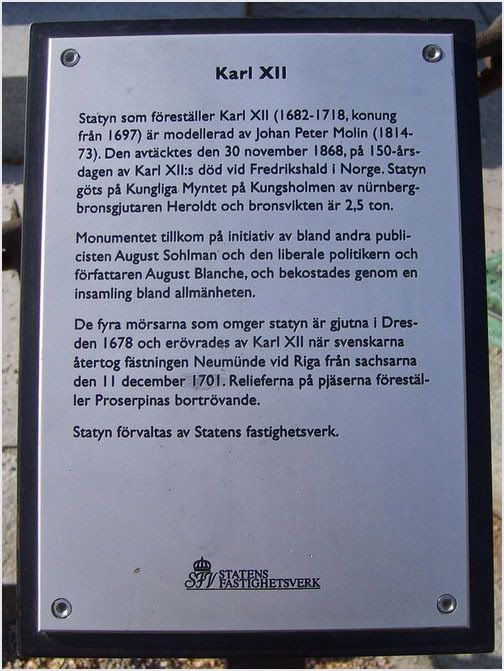 Karl XII
Statyn som föreställer Karl XII (1682-1718, konung
från 1697) är modellerad av Johan Peter Molin (1814-
73). Den avtäcktes den 30 november 1868, på 150-års-
dagen av Karl XII:s död vid Fredrikshald i Norge. Statyn
göts på Kungliga Myntet på Kungsholmen av nürnberg-
bronsgjutaren Heroldt och bronsvikten är 2,5 ton.
Monumentet tillkom på initiativ av bland andra publi-
cisten August Sohlman och den liberale politikern och
författaren August Blanche, och bekostades genom en
insamling bland allmänheten.
De fyra mörsarna som omger statyn är gjutna i Dres-
den 1678 och erövrades av Karl XII när svenskarna
återtog fästningen Neumünde vid Riga från sachsarna
den 11 december 1701. Relieferna på pjäserna förestäl-
ler Proserpinas bortrövande.
Statyn förvaltas av Statens fastighetsverk.
SFV STATENS
FASTIGHETSVERK